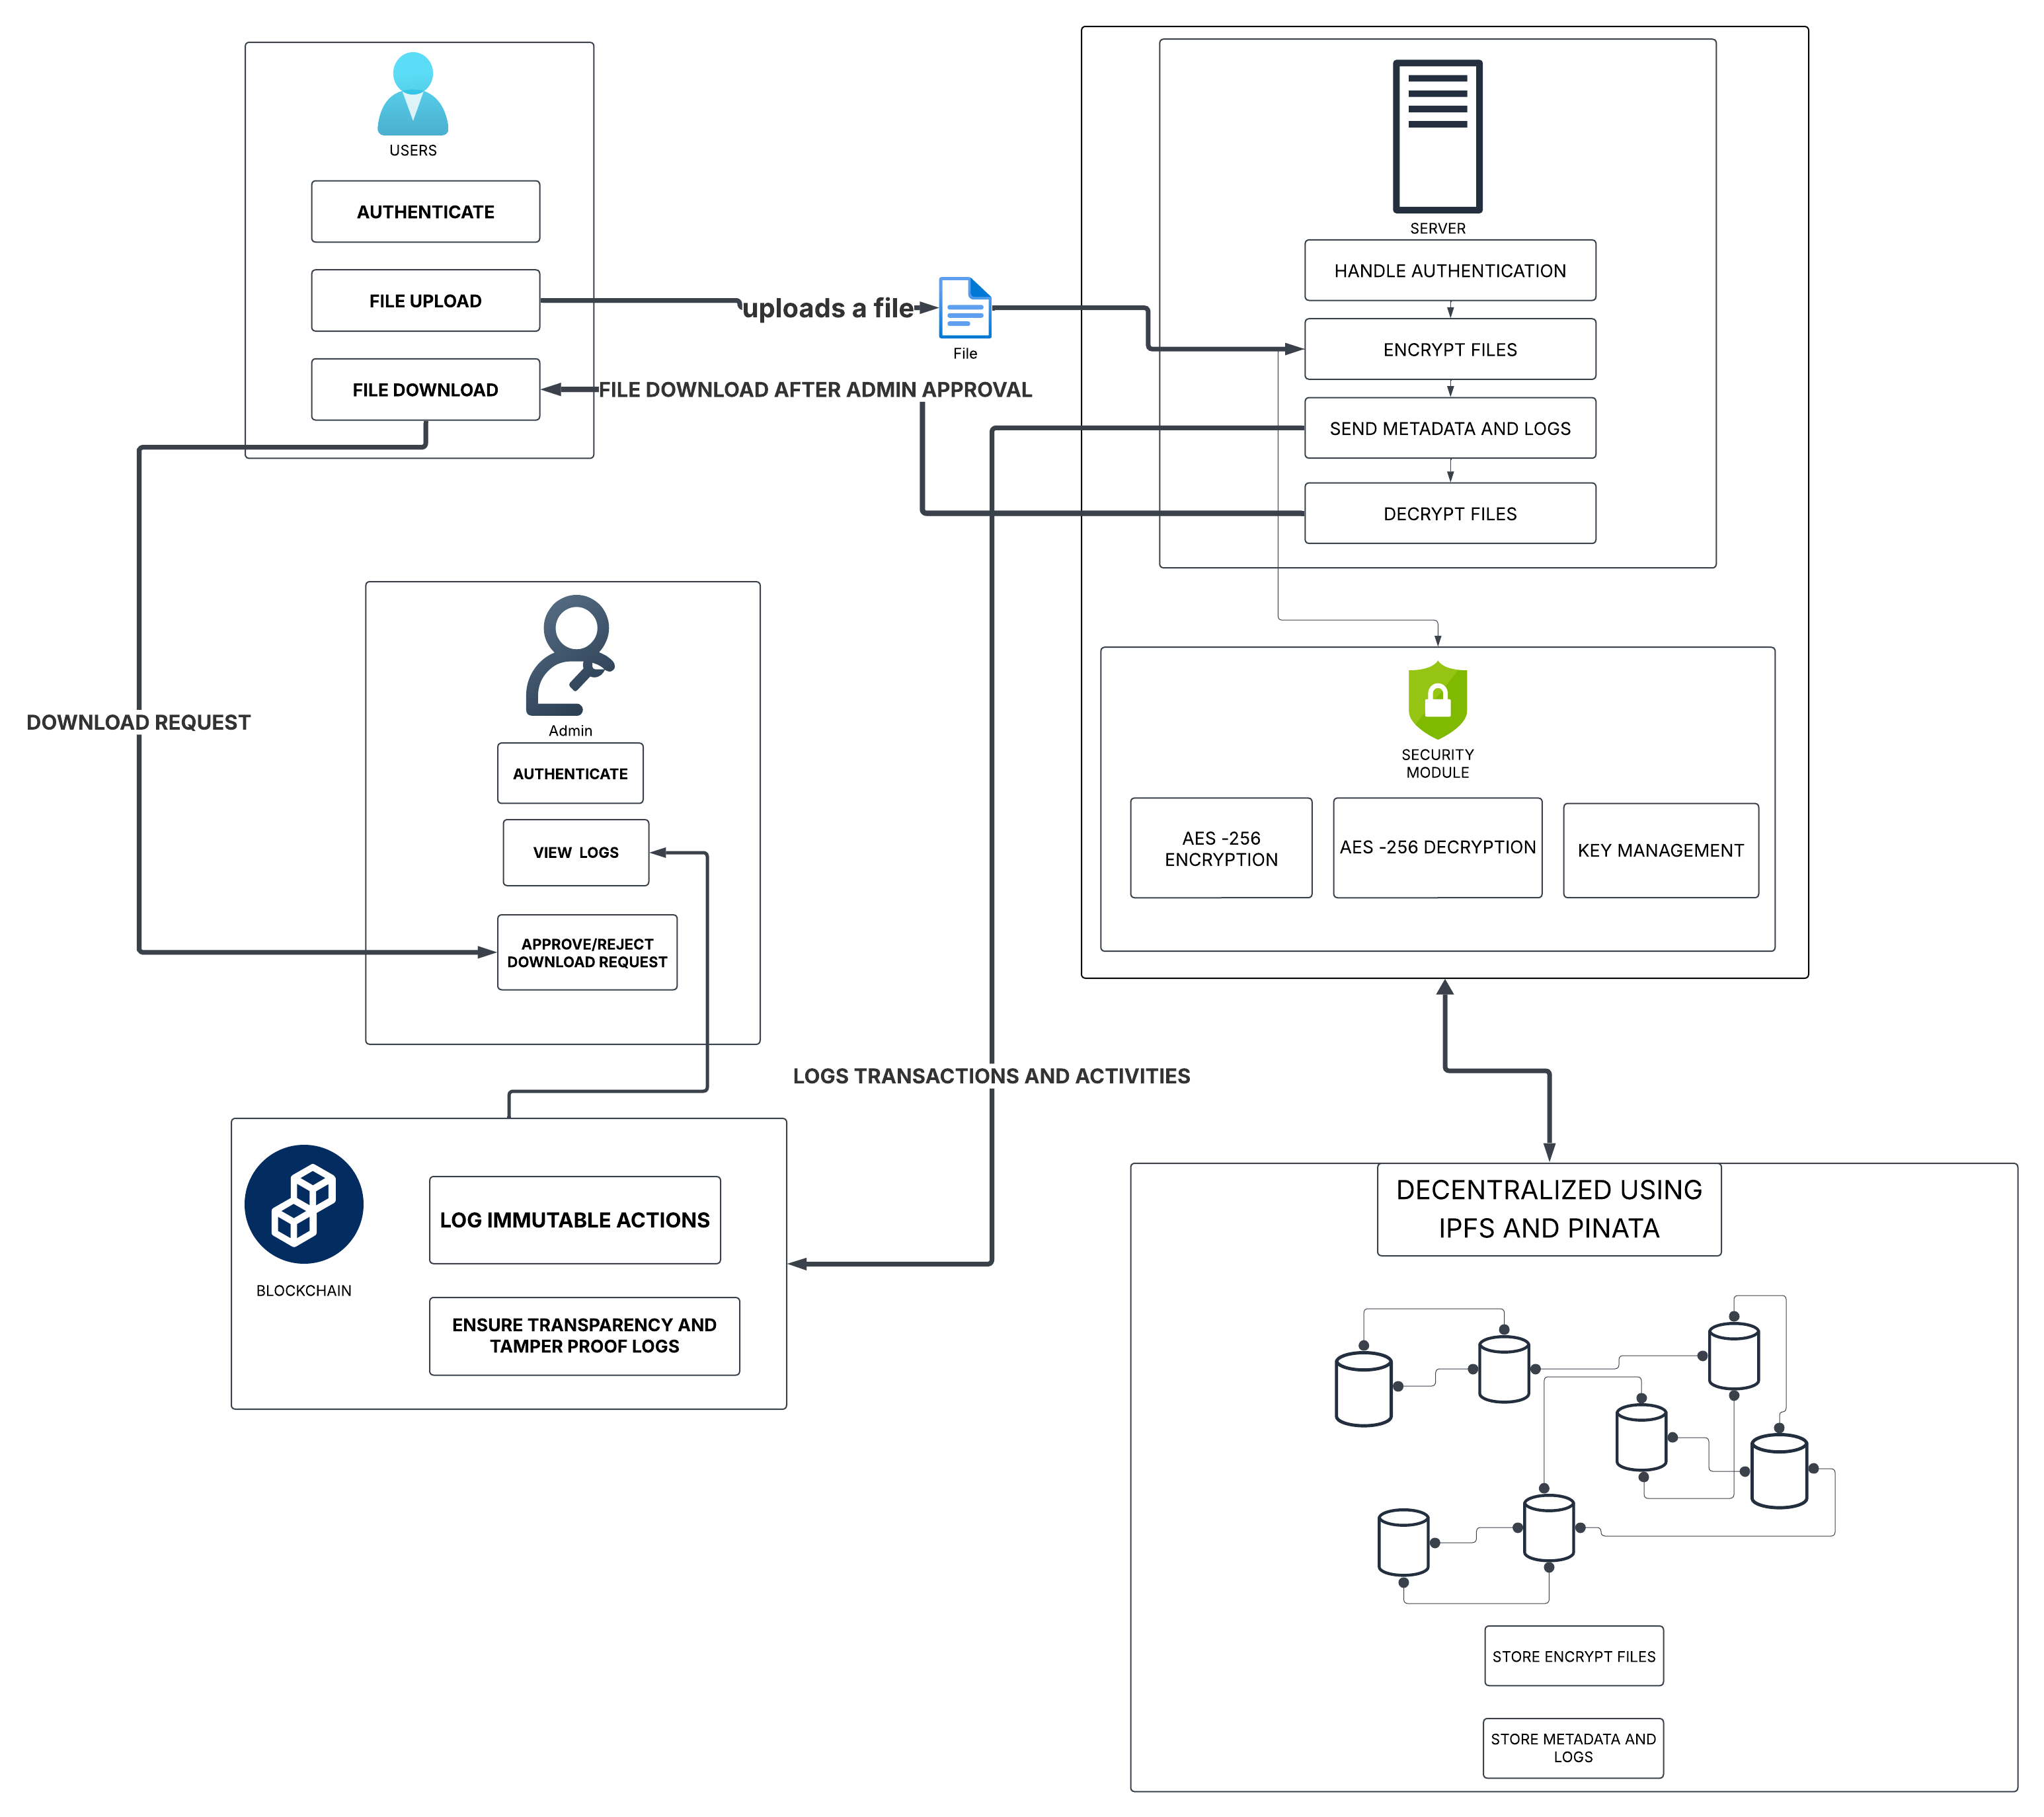 USERS
AUTHENTICATE
FILE UPLOAD
FILE DOWNLOAD
uploads a file
File
FILE DOWNLOAD AFTER ADMIN APPROVAL
SERVER
HANDLE AUTHENTICATION
ENCRYPT FILES
SEND METADATA AND LOGS
DECRYPT FILES
DOWNLOAD REQUEST
Admin
AUTHENTICATE
VIEW LOGS
APPROVE/REJECT
DOWNLOAD REQUEST
SECURITY
MODULE
AES -256
ENCRYPTION
AES -256 DECRYPTION
KEY MANAGEMENT
LOGS TRANSACTIONS AND ACTIVITIES
BLOCKCHAIN
LOG IMMUTABLE ACTIONS
ENSURE TRANSPARENCY AND
TAMPER PROOF LOGS
DECENTRALIZED USING
IPFS AND PINATA
STORE ENCRYPT FILES
STORE METADATA AND
LOGS